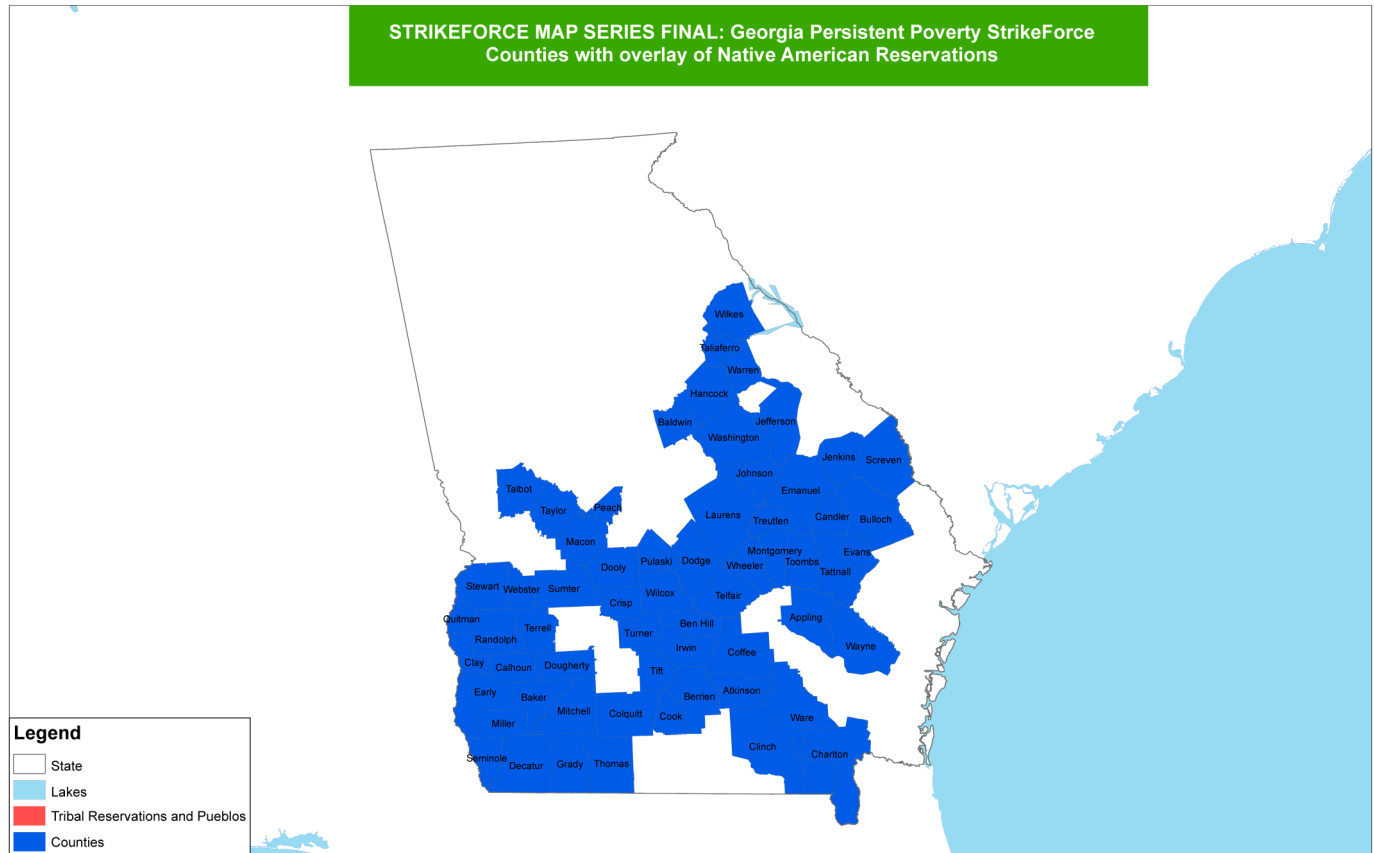 STRIKEFORCE MAP SERIES FINAL: Georgia Persistent Poverty StrikeForce
Counties with overlay of Native American Reservations
Wilkes
Taliaferro
Warren
Hancock
Baldwin
Jefferson
Washington
Jenkins
Screven
Johnson
Emanuel
Talbot
Taylor
Peach
Laurens
Treutlen
Candler
Bulloch
Macon
Montgomery
Evans
Dooly
Pulaski
Dodge
Wheeler
Toombs
Tattnall
Stewart
Webster
Sumter
Wilcox
Telfair
Crisp
Quitman
Terrell
Randolph
Turner
Ben Hill
Irwin
Appling
Wayne
Coffee
Clay
Calhoun
Dougherty
Tift
Early
Baker
Berrien
Atkinson
Miller
Mitchell
Colquitt
Cook
Ware
Clinch
Charlton
Seminole
Decatur
Grady
Thomas
Legend
State
Lakes
Tribal Reservations and Pueblos
Counties